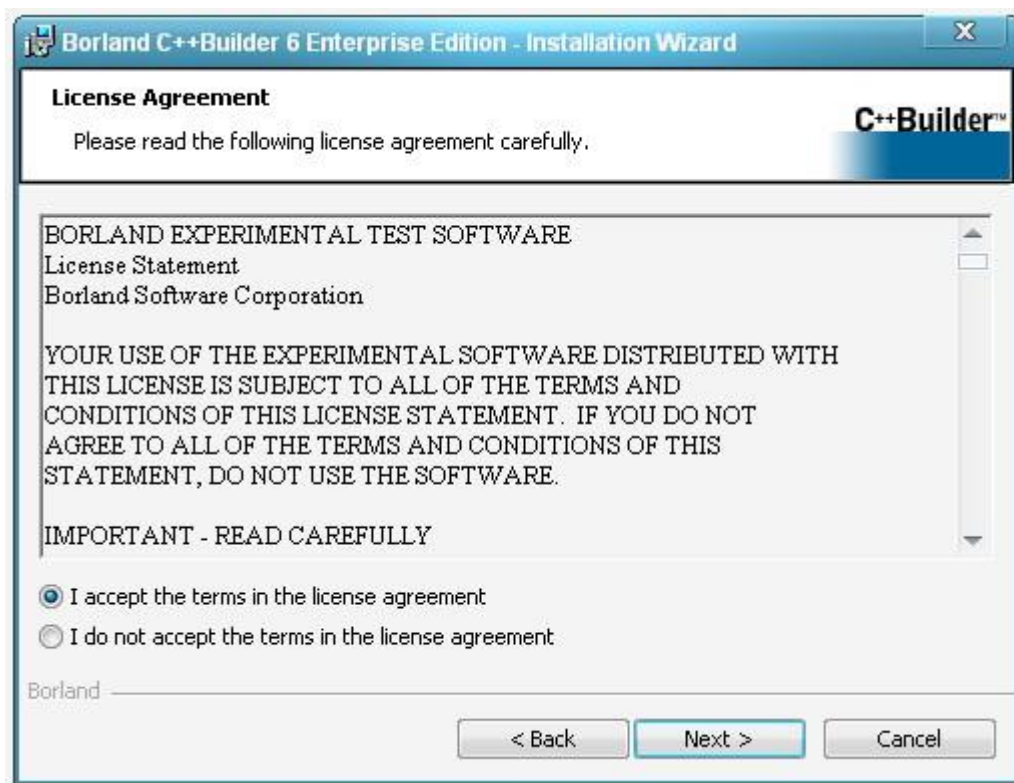 Borland C++Builder 6 Enterprise Edition - Installation Wizard
License Agreement
Please read the following license agreement carefully.
C++Builder™
BORLAND EXPERIMENTAL TEST SOFTWARE
License Statement
Borland Software Corporation
YOUR USE OF THE EXPERIMENTAL SOFTWARE DISTRIBUTED WITH
THIS LICENSE IS SUBJECT TO ALL OF THE TERMS AND
CONDITIONS OF THIS LICENSE STATEMENT.  IF YOU DO NOT
AGREE TO ALL OF THE TERMS AND CONDITIONS OF THIS
STATEMENT, DO NOT USE THE SOFTWARE.
IMPORTANT - READ CAREFULLY
I accept the terms in the license agreement
I do not accept the terms in the license agreement
Borland
< Back
Next >
Cancel